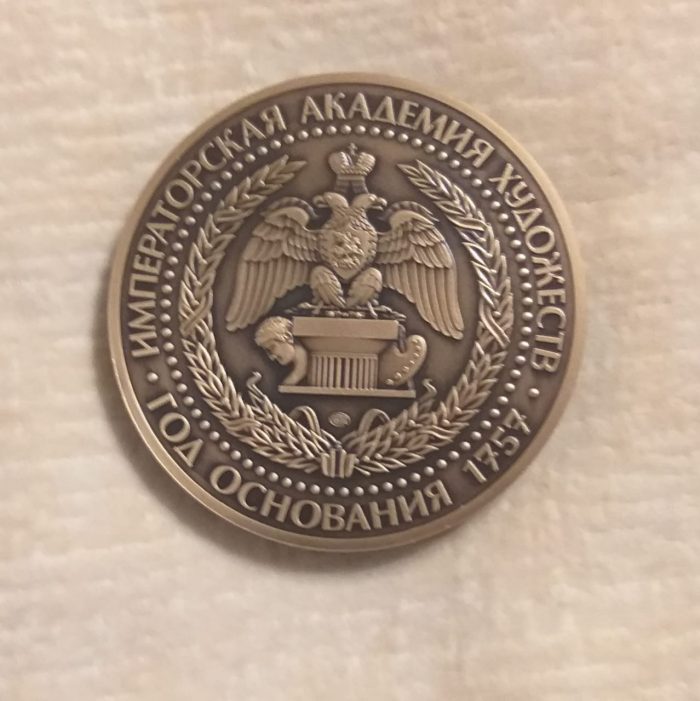 ИМПЕРАТОРСКАЯ АКАДЕМИЯ ХУДОЖЕСТВ
ГОД ОСНОВАНИЯ 1757